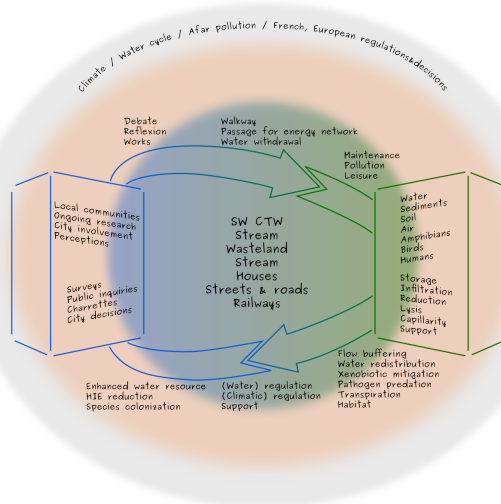 Climate / Water cycle / Afar pollution / French, European regulations&decisions
Debate
Reflexion
Works
Walkway
Passage for energy network
Water withdrawal
Maintenance
Pollution
Leisure
Local communities
Ongoing research
City involvement
Perceptions
Surveys
Public inquiries
Charrettes
City decisions
SW CTW
Stream
Wasteland
Stream
Houses
Streets & roads
Railways
Water
Sediments
Soil
Air
Amphibians
Birds
Humans
Storage
Infiltration
Reduction
Lysis
Capillarity
Support
Enhanced water resource
HIE reduction
Species colonization
(Water) regulation
(Climatic) regulation
Support
Flow buffering
Water redistribution
Xenobiotic mitigation
Pathogen predation
Transpiration
Habitat